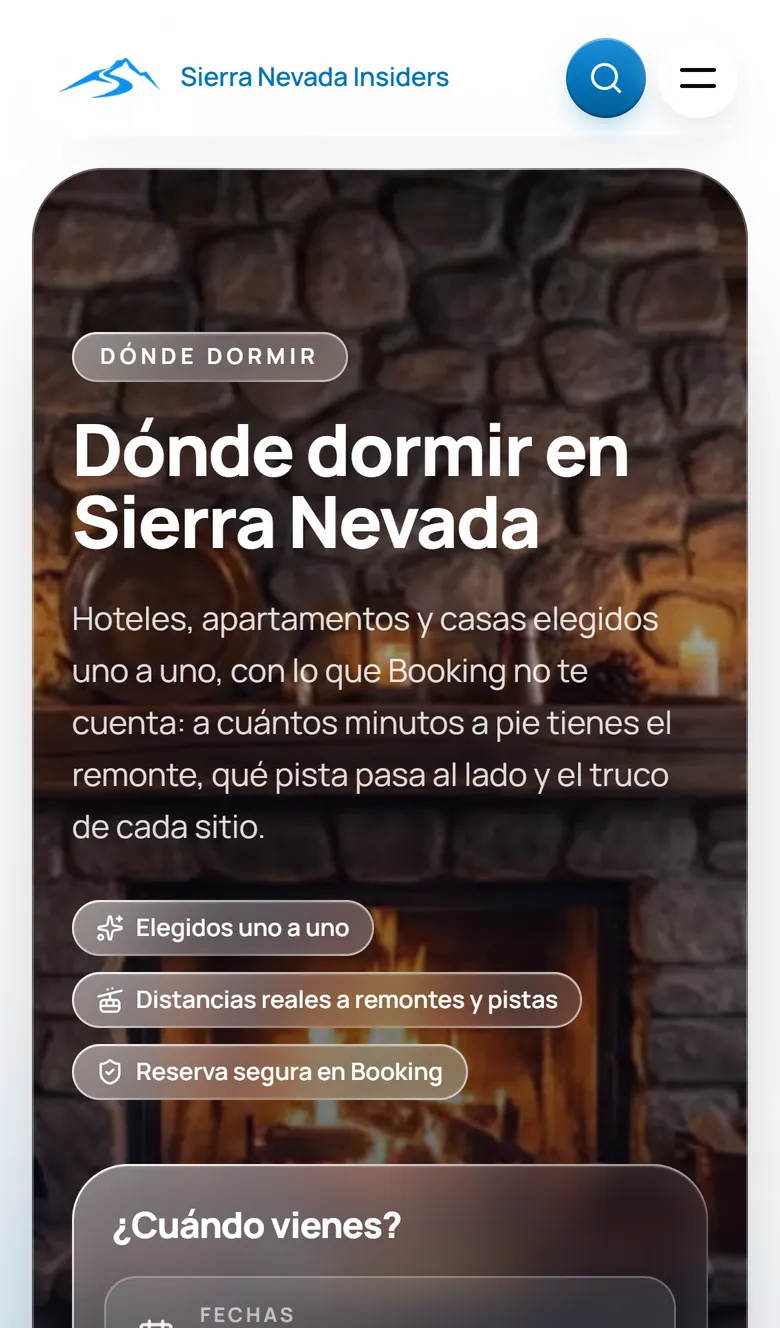 Sierra Nevada Insiders
DÓNDE DORMIR
Dónde dormir en
Sierra Nevada
Hoteles, apartamentos y casas elegidos
uno a uno, con lo que Booking no te
cuenta: a cuántos minutos a pie tienes el
remonte, qué pista pasa al lado y el truco
de cada sitio.
Elegidos uno a uno
Distancias reales a remontes y pistas
Reserva segura en Booking
¿Cuándo vienes?
FECHAS